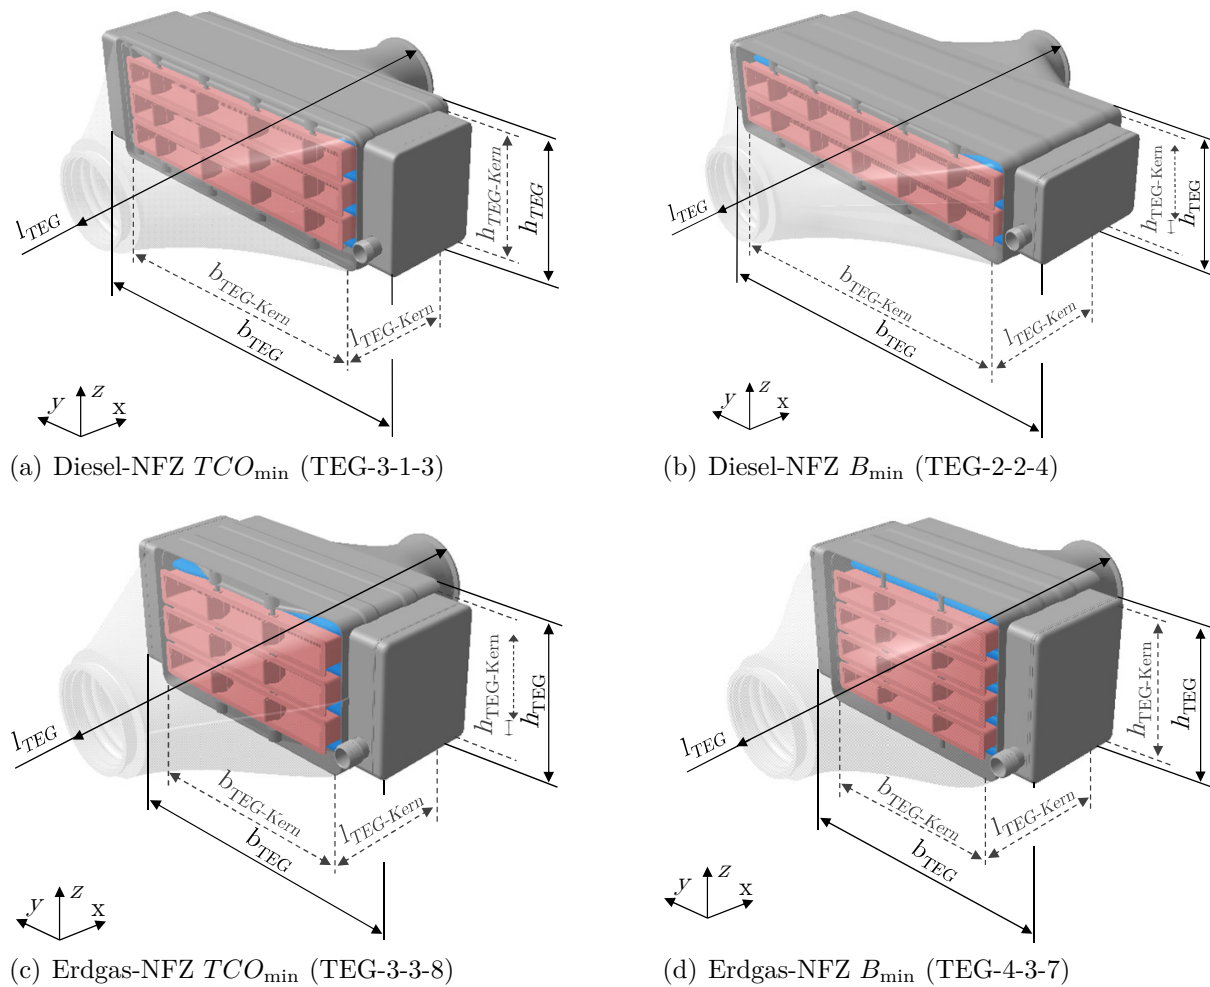 l_TEG
b_TEG-Kern
b_TEG
l_TEG-Kern
h_TEG-Kern
h_TEG
y
z
x
(a) Diesel-NFZ TCO_min (TEG-3-1-3)
l_TEG
b_TEG-Kern
b_TEG
l_TEG-Kern
h_TEG-Kern
h_TEG
y
z
x
(b) Diesel-NFZ B_min (TEG-2-2-4)
l_TEG
b_TEG-Kern
b_TEG
l_TEG-Kern
h_TEG-Kern
h_TEG
y
z
x
(c) Erdgas-NFZ TCO_min (TEG-3-3-8)
l_TEG
b_TEG-Kern
b_TEG
l_TEG-Kern
h_TEG-Kern
h_TEG
y
z
x
(d) Erdgas-NFZ B_min (TEG-4-3-7)